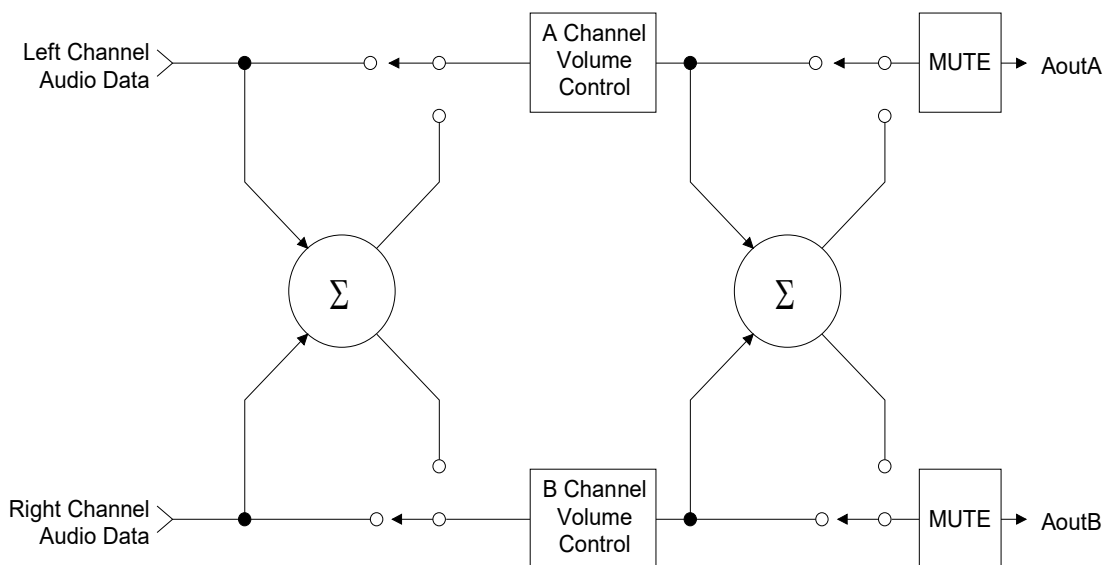 Left Channel
Audio Data
A Channel
Volume
Control
MUTE
AoutA
Σ
Σ
Right Channel
Audio Data
B Channel
Volume
Control
MUTE
AoutB